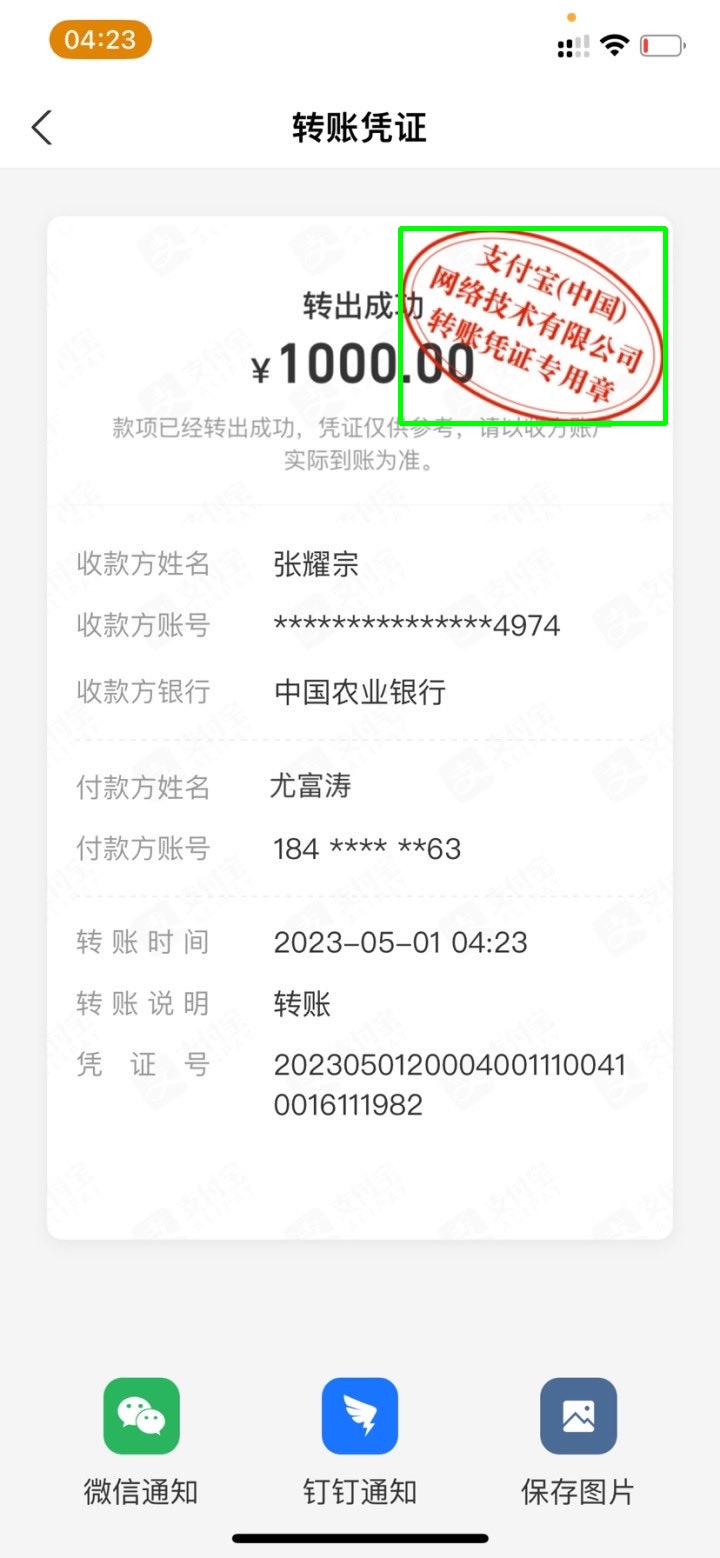 04:23
转账凭证
支付宝(中国)
网络技术有限公司
转账凭证专用章
转出成功
¥1000.00
款项已经转出成功，凭证仅供参考，请以收方账户
实际到账为准。
收款方姓名 张耀宗
收款方账号 ***************4974
收款方银行 中国农业银行
付款方姓名 尤富涛
付款方账号 184 **** **63
转账时间 2023-05-01 04:23
转账说明 转账
凭证号 2023050120004001110041
0016111982
微信通知 钉钉通知 保存图片